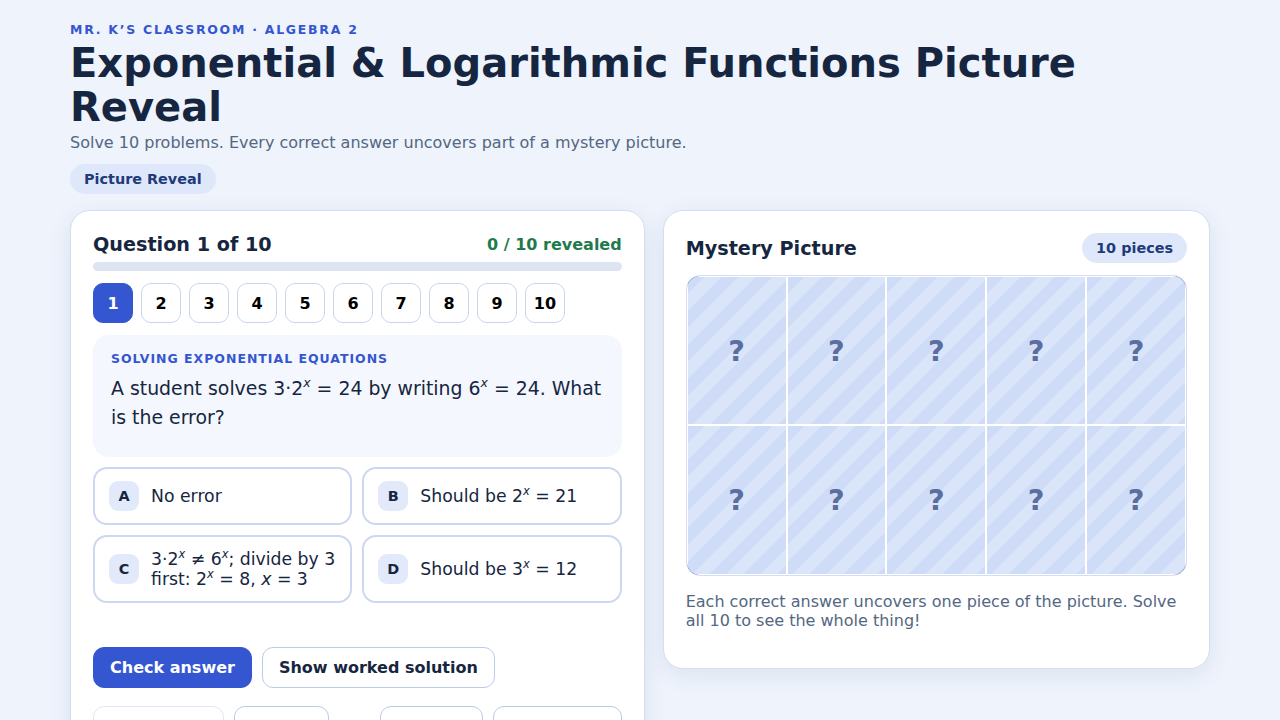 MR. K’S CLASSROOM · ALGEBRA 2
Exponential & Logarithmic Functions Picture
Reveal
Solve 10 problems. Every correct answer uncovers part of a mystery picture.
Picture Reveal
Question 1 of 10
0 / 10 revealed
1 2 3 4 5 6 7 8 9 10
SOLVING EXPONENTIAL EQUATIONS
A student solves 3·2ˣ = 24 by writing 6ˣ = 24. What
is the error?
A No error
B Should be 2ˣ = 21
C 3·2ˣ ≠ 6ˣ; divide by 3
first: 2ˣ = 8, x = 3
D Should be 3ˣ = 12
Check answer
Show worked solution
Mystery Picture
10 pieces
? ? ? ? ?
? ? ? ? ?
Each correct answer uncovers one piece of the picture. Solve
all 10 to see the whole thing!